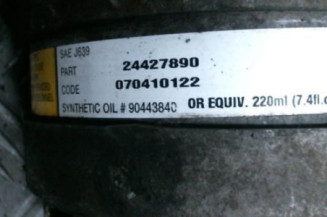 SAE J639
PART 24427890
CODE 070410122
SYNTHETIC OIL # 90443840 OR EQUIV. 220ml (7.4fl.o